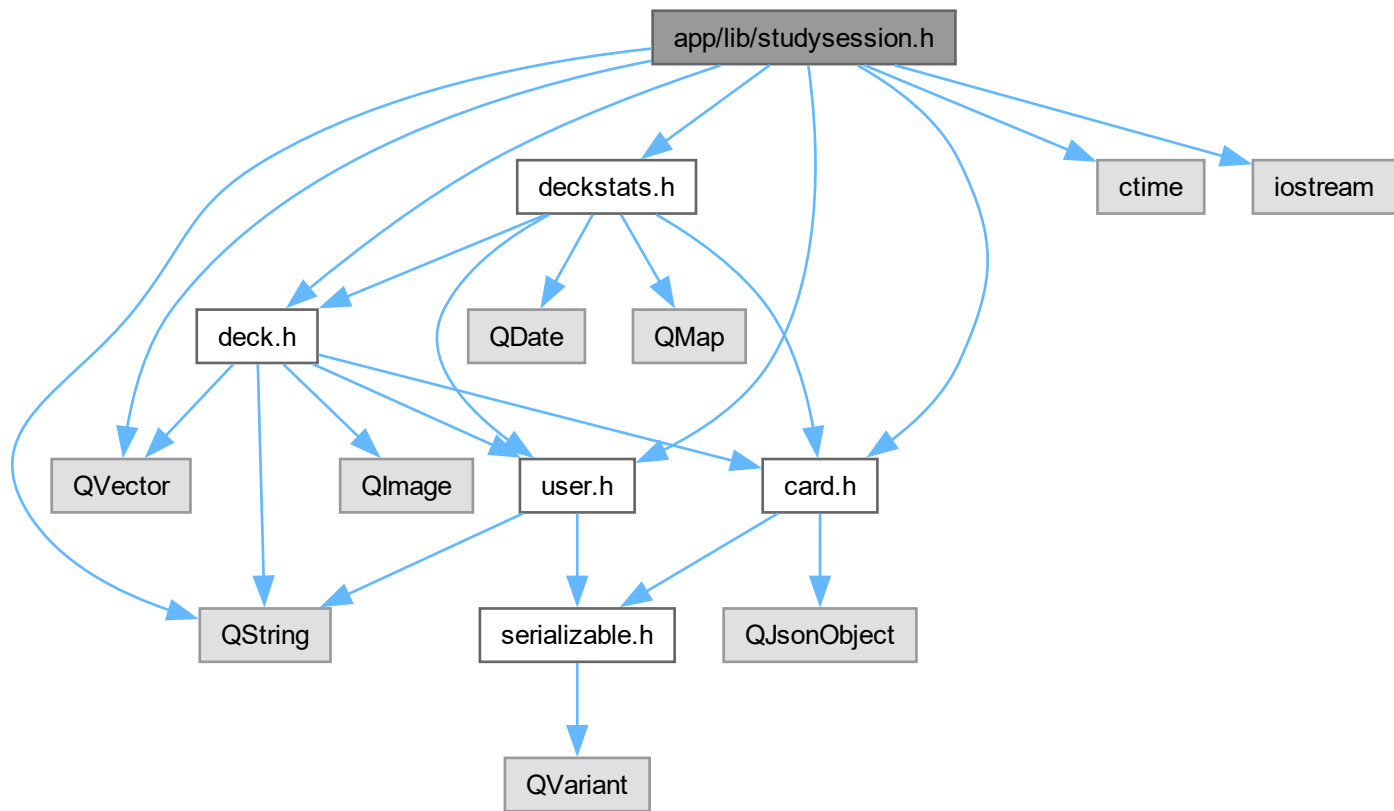 app/lib/studysession.h
deckstats.h
ctime
iostream
deck.h
QDate
QMap
QVector
QImage
user.h
card.h
QString
serializable.h
QJsonObject
QVariant